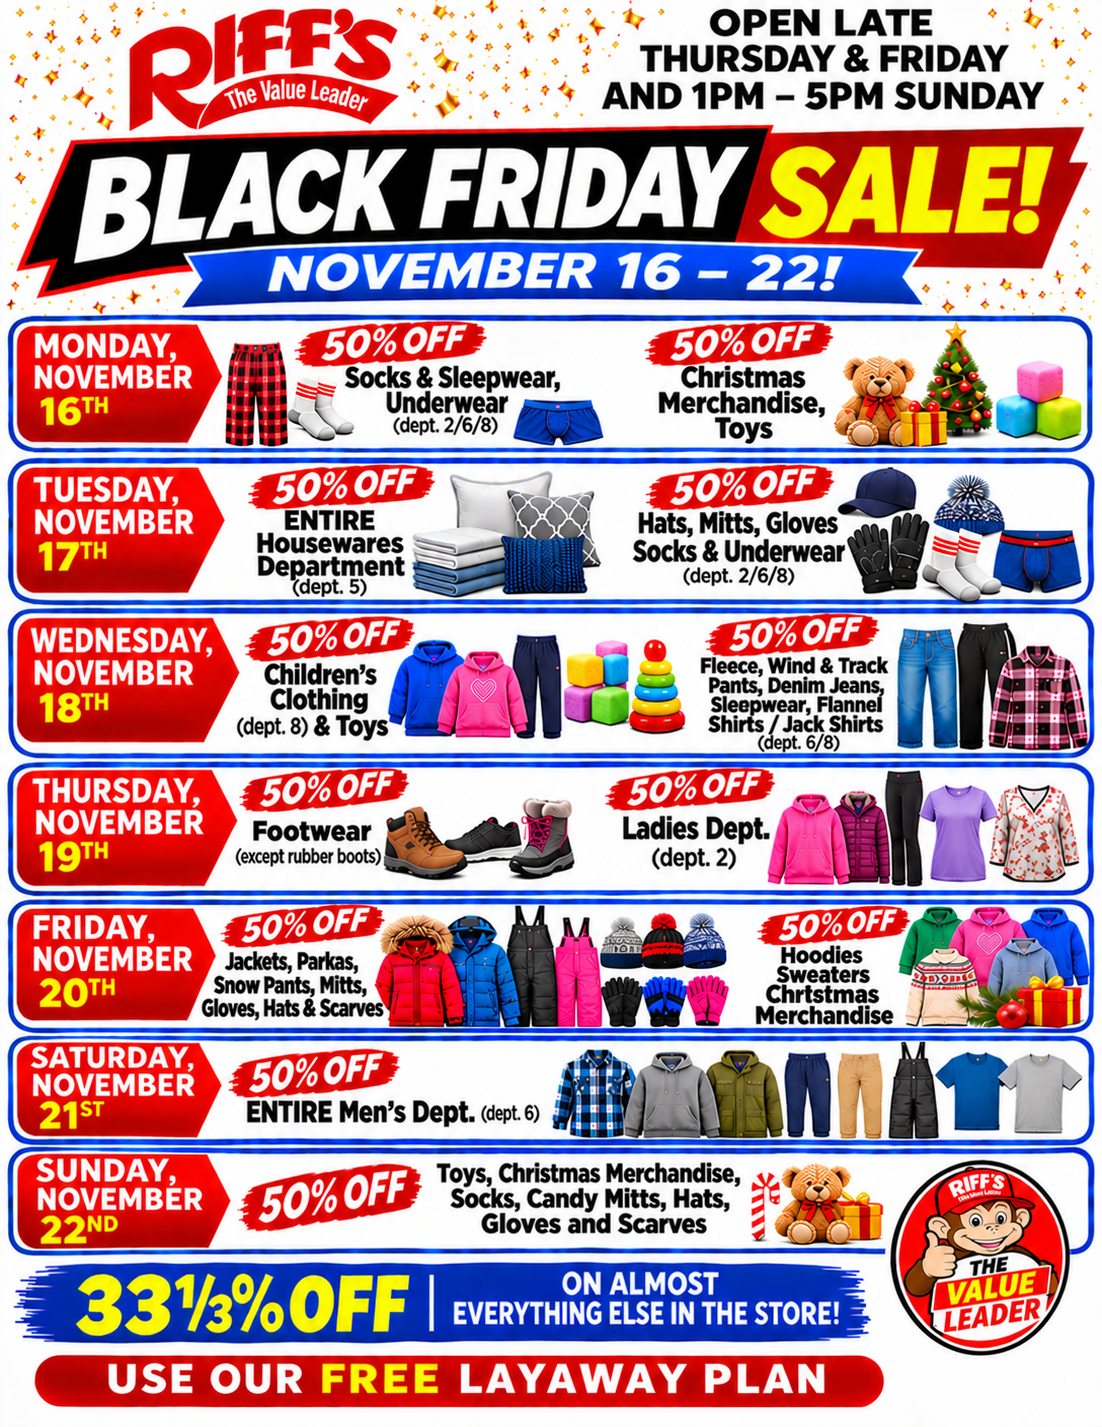 RIFF'S
The Value Leader
OPEN LATE
THURSDAY & FRIDAY
AND 1PM – 5PM SUNDAY
BLACK FRIDAY SALE!
NOVEMBER 16 – 22!
MONDAY,
NOVEMBER
16TH
50% OFF
Socks & Sleepwear,
Underwear
(dept. 2/6/8)
50% OFF
Christmas
Merchandise,
Toys
TUESDAY,
NOVEMBER
17TH
50% OFF
ENTIRE
Housewares
Department
(dept. 5)
50% OFF
Hats, Mitts, Gloves
Socks & Underwear
(dept. 2/6/8)
WEDNESDAY,
NOVEMBER
18TH
50% OFF
Children's
Clothing
(dept. 8) & Toys
50% OFF
Fleece, Wind & Track
Pants, Denim Jeans,
Sleepwear, Flannel
Shirts / Jack Shirts
(dept. 6/8)
THURSDAY,
NOVEMBER
19TH
50% OFF
Footwear
(except rubber boots)
50% OFF
Ladies Dept.
(dept. 2)
FRIDAY,
NOVEMBER
20TH
50% OFF
Jackets, Parkas,
Snow Pants, Mitts,
Gloves, Hats & Scarves
50% OFF
Hoodies
Sweaters
Chrtstmas
Merchandise
SATURDAY,
NOVEMBER
21ST
50% OFF
ENTIRE Men's Dept. (dept. 6)
SUNDAY,
NOVEMBER
22ND
50% OFF
Toys, Christmas Merchandise,
Socks, Candy Mitts, Hats,
Gloves and Scarves
RIFF'S
THE
VALUE
LEADER
33 1/3% OFF
ON ALMOST
EVERYTHING ELSE IN THE STORE!
USE OUR FREE LAYAWAY PLAN